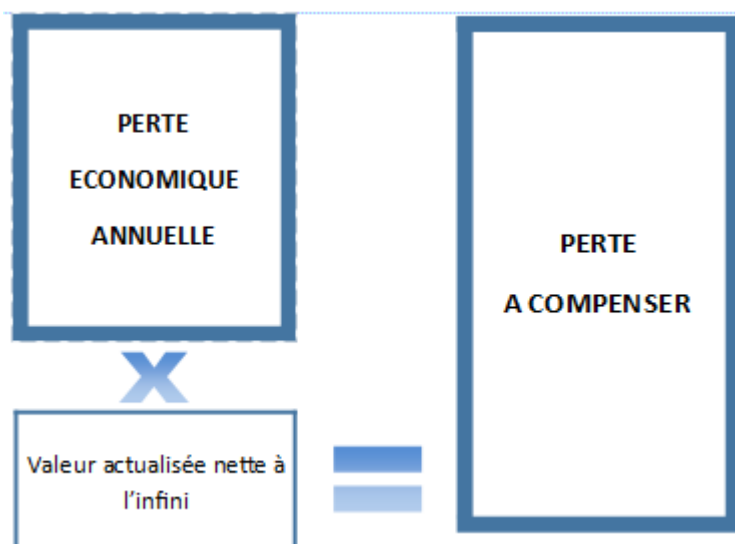 PERTE
ECONOMIQUE
ANNUELLE
X
Valeur actualisée nette à
l'infini
=
PERTE
A COMPENSER